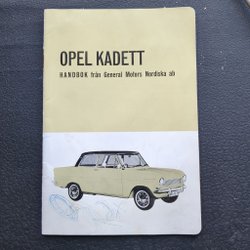 OPEL KADETT
HANDBOK från General Motors Nordiska ab